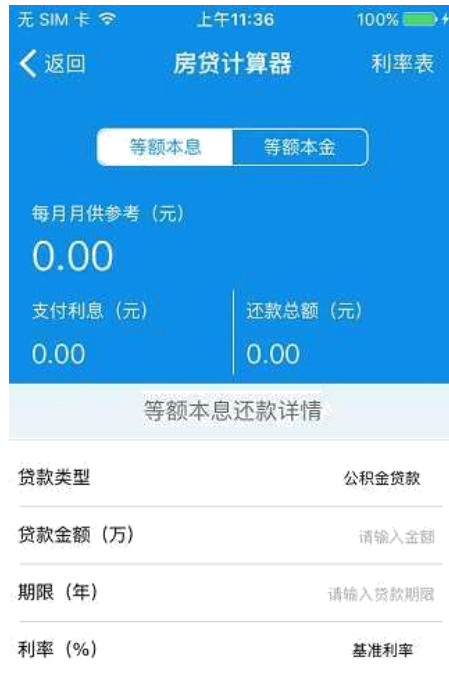 无 SIM 卡 上午11:36 100%
返回 房贷计算器 利率表
等额本息 等额本金
每月月供参考（元）
0.00
支付利息（元） 还款总额（元）
0.00 0.00
等额本息还款详情
贷款类型 公积金贷款
贷款金额（万） 请输入金额
期限（年） 请输入贷款期限
利率（%） 基准利率